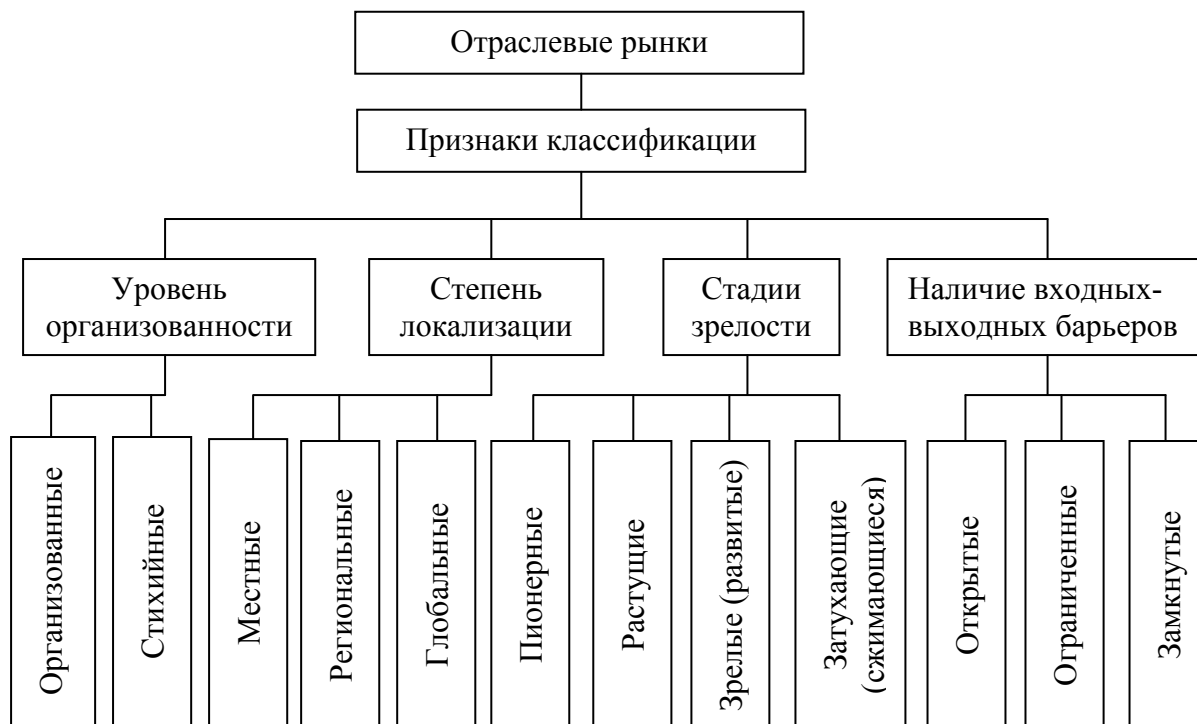 Отраслевые рынки
Признаки классификации
Уровень
организованности
Степень
локализации
Стадии
зрелости
Наличие входных-
выходных барьеров
Организованные
Стихийные
Местные
Региональные
Глобальные
Пионерные
Растущие
Зрелые (развитые)
Затухающие
(сжимающиеся)
Открытые
Ограниченные
Замкнутые